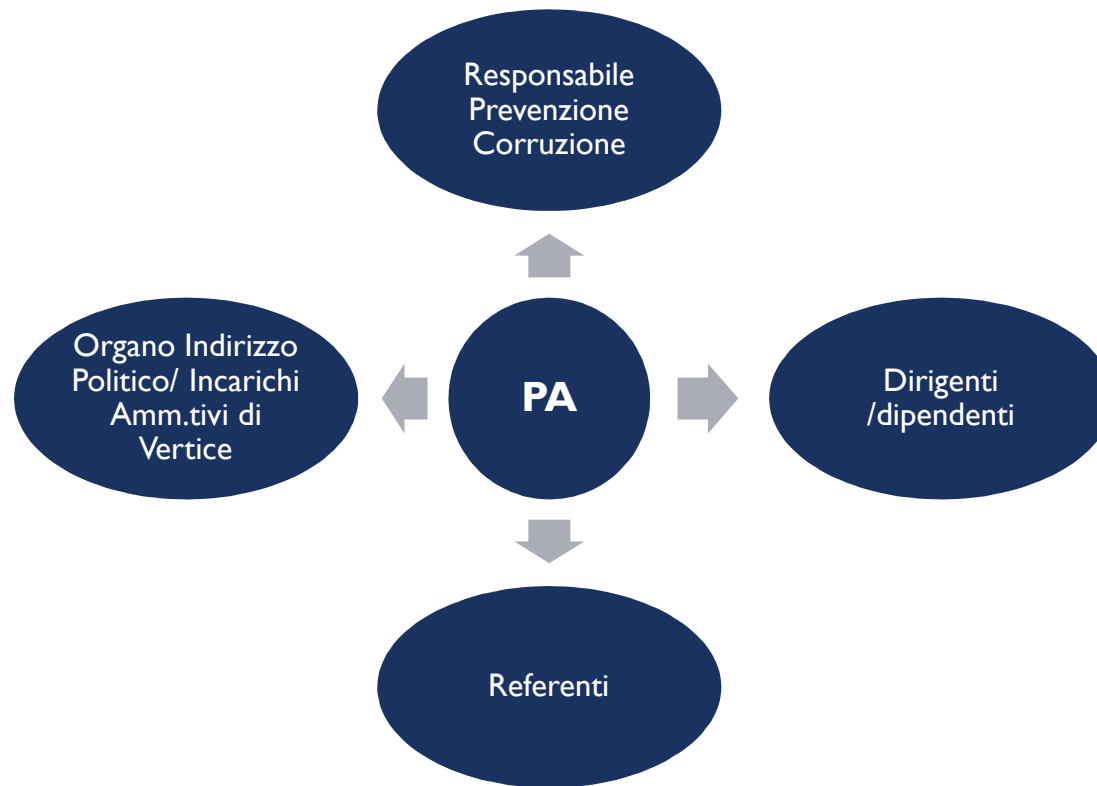 Responsabile
Prevenzione
Corruzione
Organo Indirizzo
Politico/ Incarichi
Amm.tivi di
Vertice
PA
Dirigenti
/dipendenti
Referenti